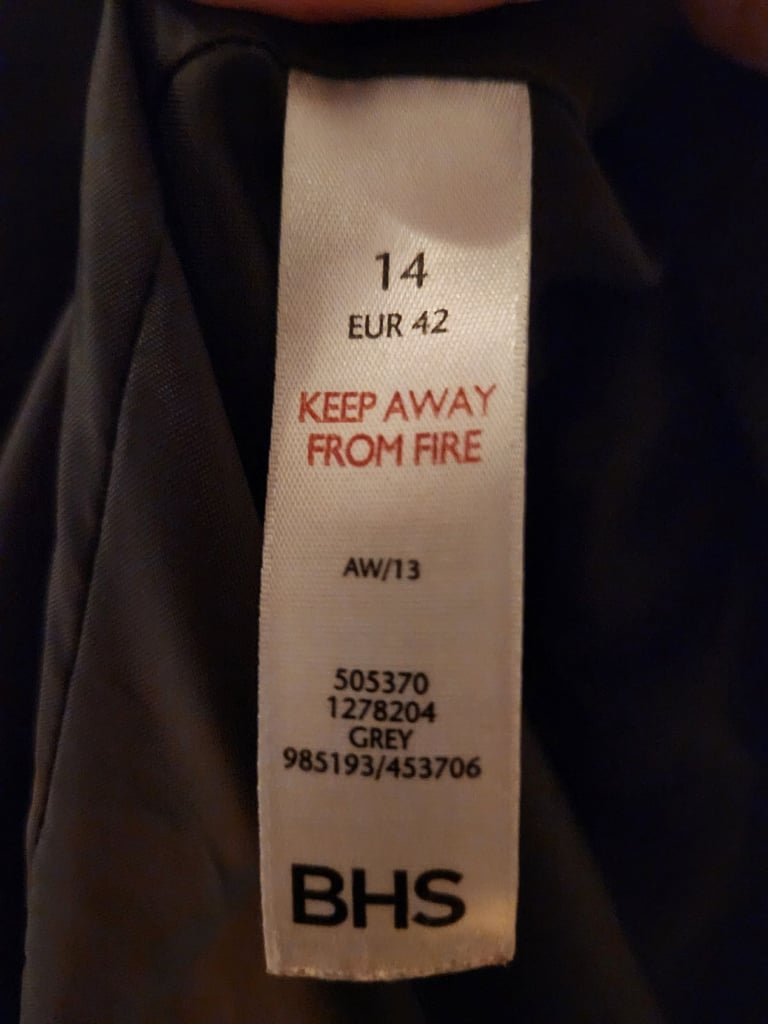 14
EUR 42
KEEP AWAY
FROM FIRE
AW/13
505370
1278204
GREY
985193/453706
BHS